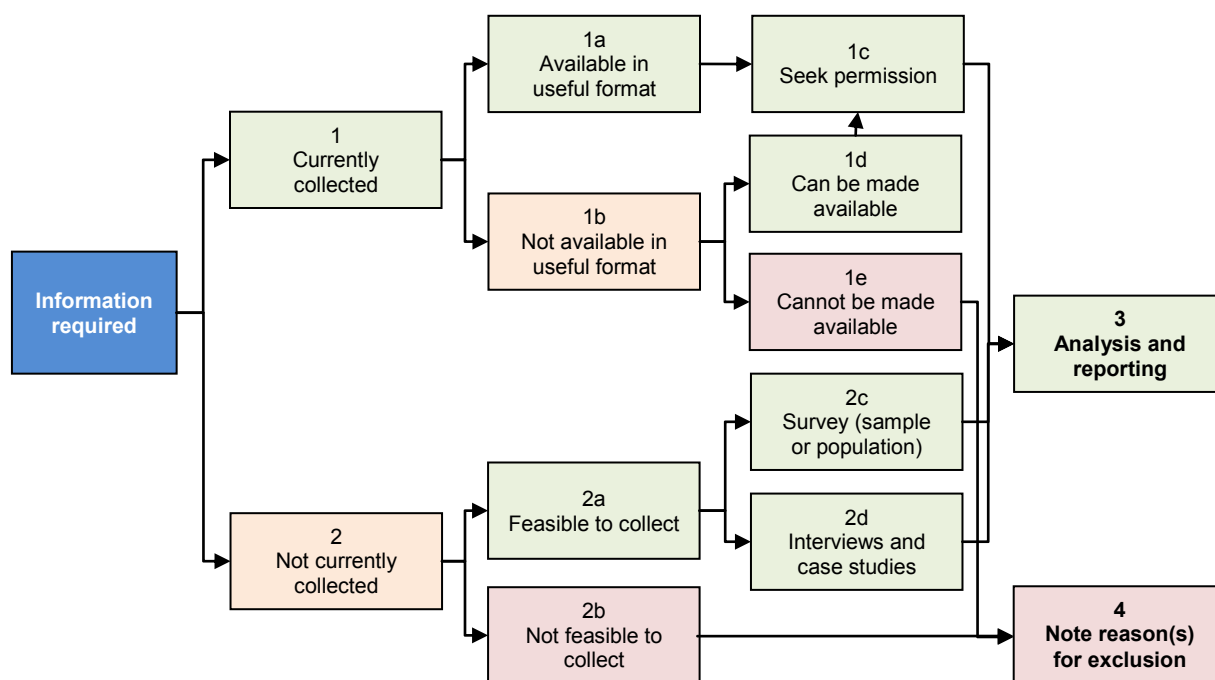 1a
Available in
useful format
1c
Seek permission
1
Currently
collected
1d
Can be made
available
1b
Not available in
useful format
Information
required
1e
Cannot be made
available
3
Analysis and
reporting
2c
Survey (sample
or population)
2a
Feasible to collect
2d
Interviews and
case studies
2
Not currently
collected
2b
Not feasible to
collect
4
Note reason(s)
for exclusion